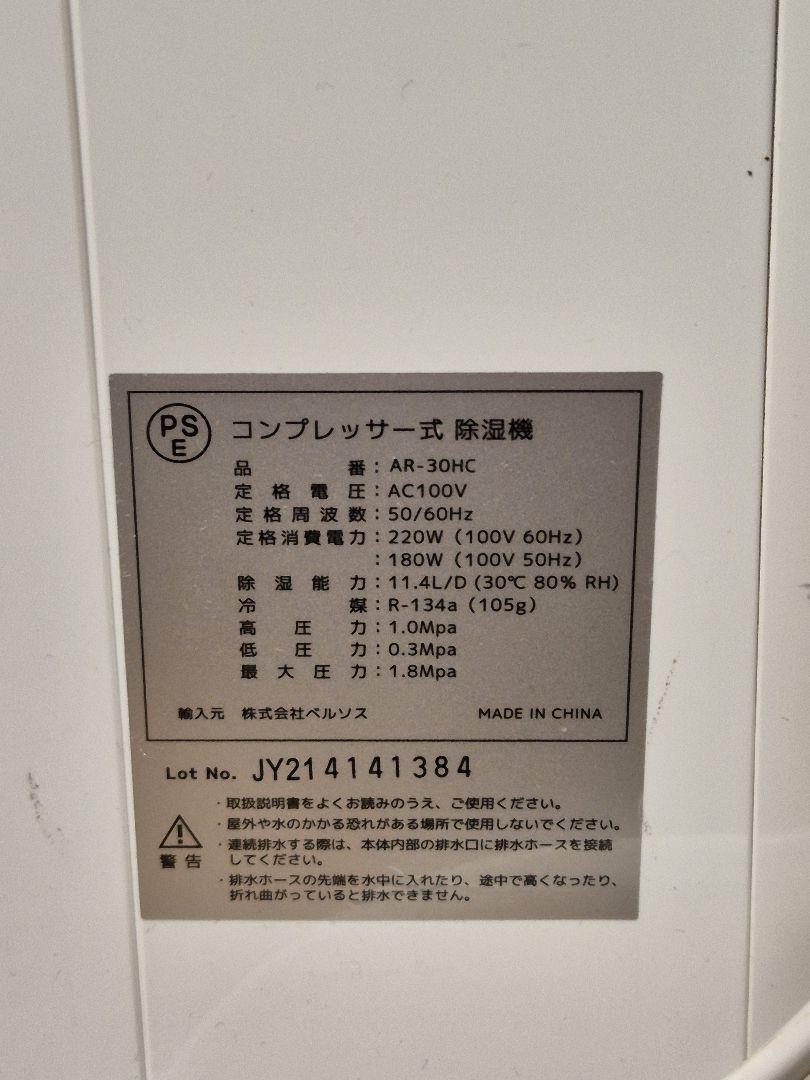 PS
E
コンプレッサー式 除湿機
品番：AR-30HC
定格電圧：AC100V
定格周波数：50/60Hz
定格消費電力：220W（100V 60Hz）
：180W（100V 50Hz）
除湿能力：11.4L/D (30℃ 80% RH)
冷媒：R-134a（105g）
高圧力：1.0Mpa
低圧力：0.3Mpa
最大圧力：1.8Mpa
輸入元 株式会社ベルソス MADE IN CHINA
Lot No. JY214141384
・取扱説明書をよくお読みのうえ、ご使用ください。
・屋外や水のかかる恐れがある場所で使用しないでください。
・連続排水する際は、本体内部の排水口に排水ホースを接続
してください。
警告
・排水ホースの先端を水中に入れたり、途中で高くなったり、
折れ曲がっていると排水できません。